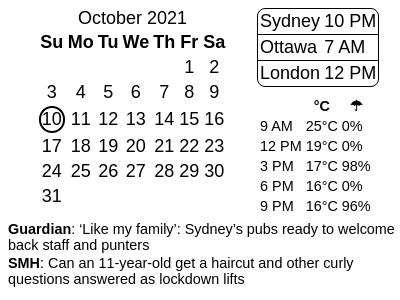 October 2021
Su Mo Tu We Th Fr Sa
1 2
3 4 5 6 7 8 9
10 11 12 13 14 15 16
17 18 19 20 21 22 23
24 25 26 27 28 29 30
31
Sydney 10 PM
Ottawa 7 AM
London 12 PM
°C ☂
9 AM 25°C 0%
12 PM 19°C 0%
3 PM 17°C 98%
6 PM 16°C 0%
9 PM 16°C 96%
Guardian: ‘Like my family’: Sydney’s pubs ready to welcome
back staff and punters
SMH: Can an 11-year-old get a haircut and other curly
questions answered as lockdown lifts